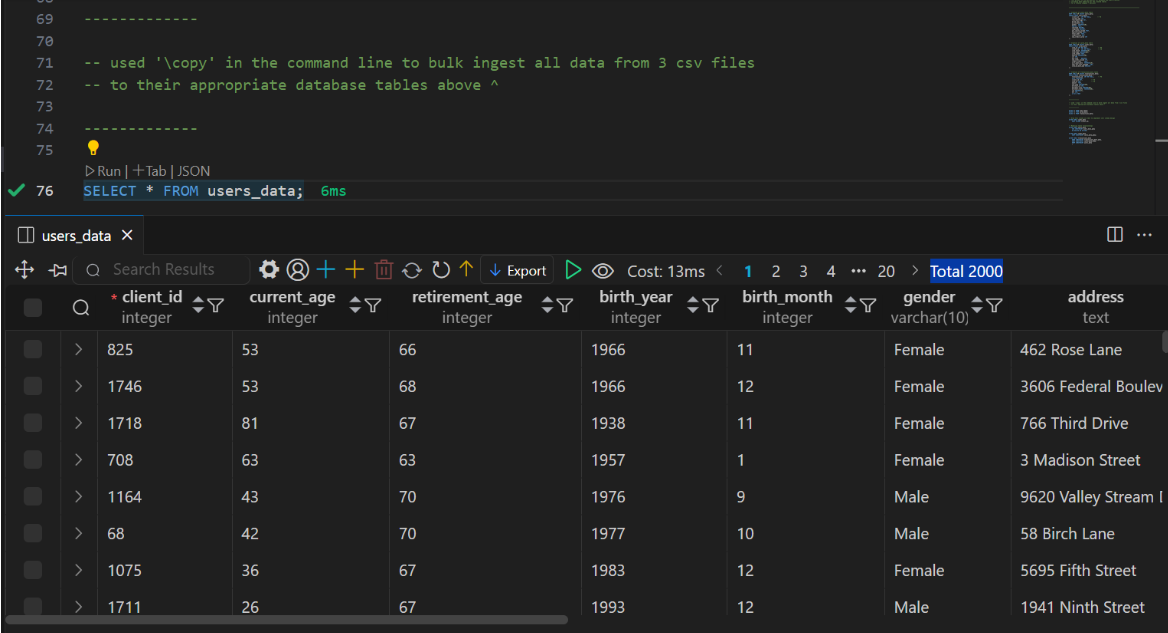 69 -------------
70
71 -- used '\copy' in the command line to bulk ingest all data from 3 csv files
72 -- to their appropriate database tables above ^
73
74 -------------
75
Run | +Tab | JSON
76 SELECT * FROM users_data; 6ms
users_data
Search Results Export Cost: 13ms < 1 2 3 4 ••• 20 > Total 2000
* client_id current_age retirement_age birth_year birth_month gender address
integer integer integer integer integer varchar(10) text
825 53 66 1966 11 Female 462 Rose Lane
1746 53 68 1966 12 Female 3606 Federal Boulev
1718 81 67 1938 11 Female 766 Third Drive
708 63 63 1957 1 Female 3 Madison Street
1164 43 70 1976 9 Male 9620 Valley Stream
68 42 70 1977 10 Male 58 Birch Lane
1075 36 67 1983 12 Female 5695 Fifth Street
1711 26 67 1993 12 Male 1941 Ninth Street